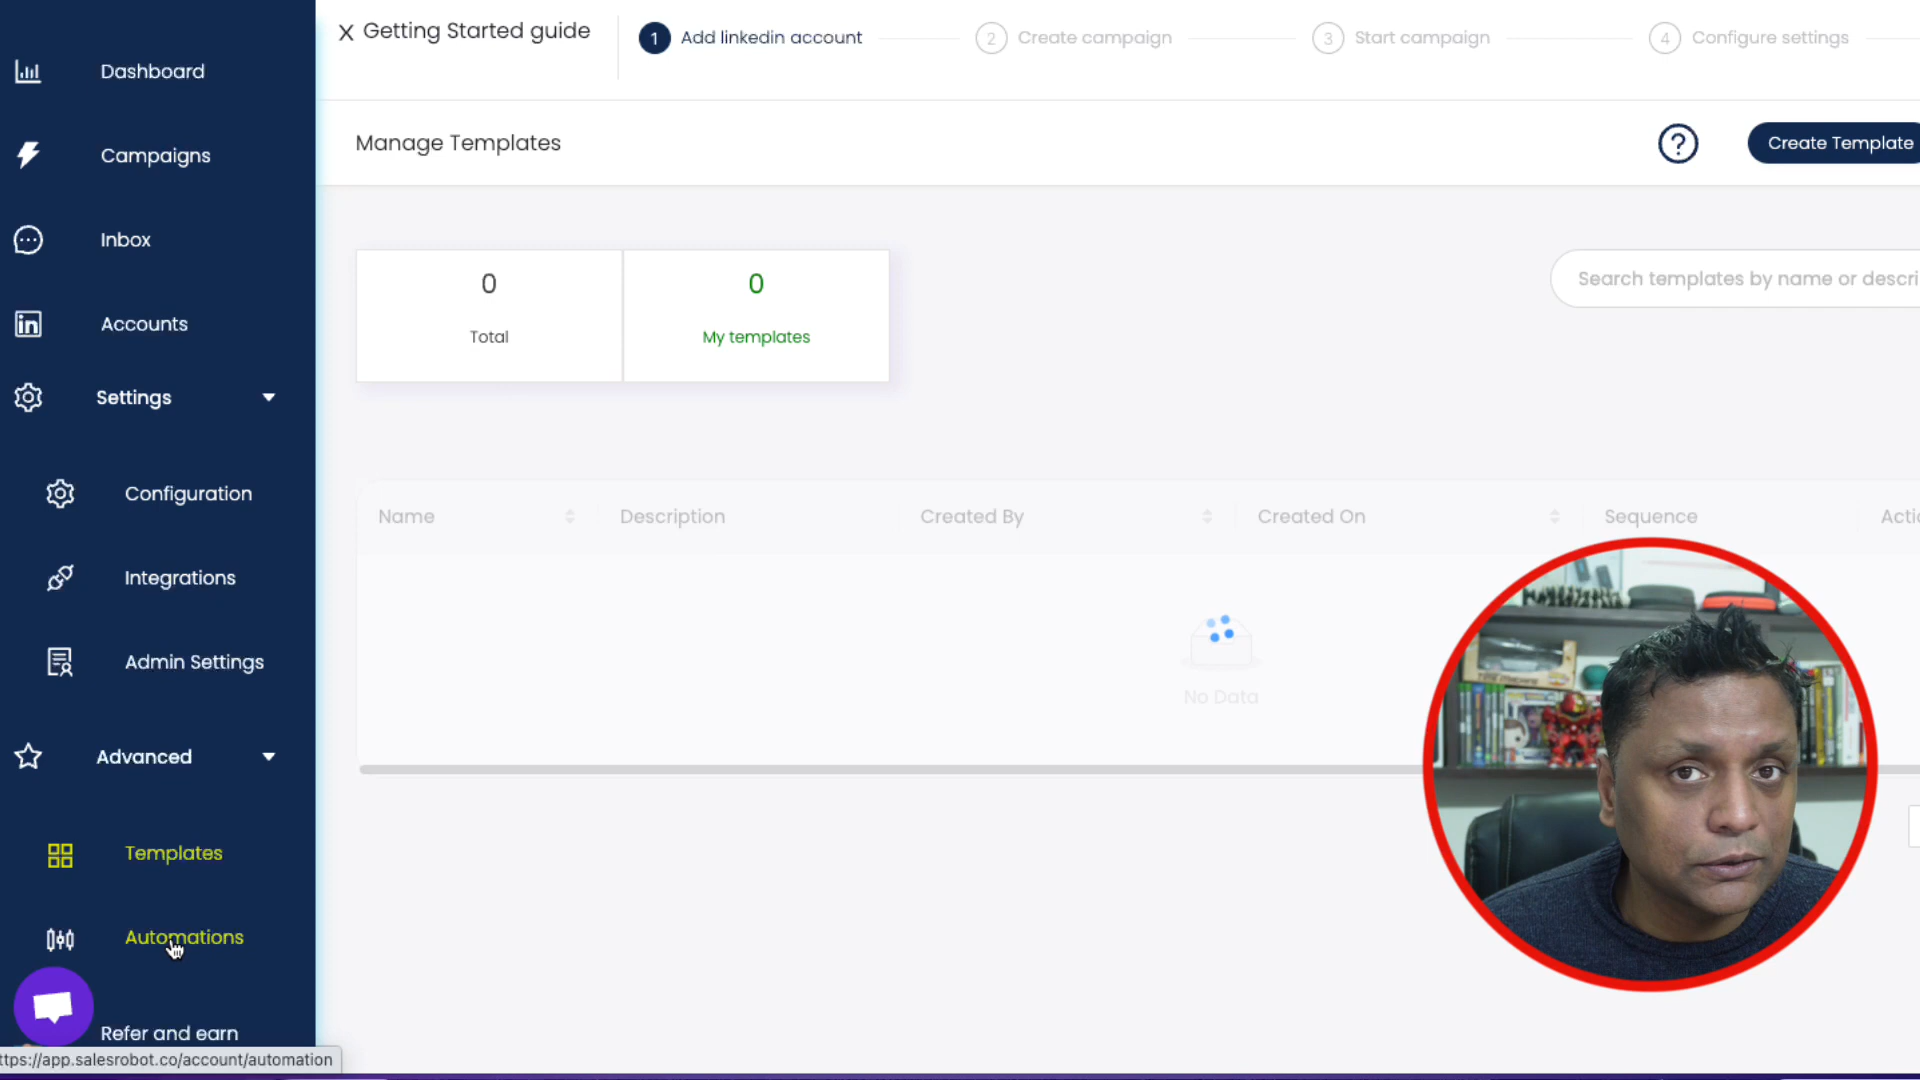 X Getting Started guide
1 Add linkedin account
2 Create campaign
3 Start campaign
4 Configure settings
Dashboard
Campaigns
Inbox
Accounts
Settings
Configuration
Integrations
Admin Settings
Advanced
Templates
Automations
Refer and earn
Manage Templates
?
Create Template
0
Total
0
My templates
Search templates by name or descri
Name
Description
Created By
Created On
Sequence
Actio
No Data
ttps://app.salesrobot.co/account/automation